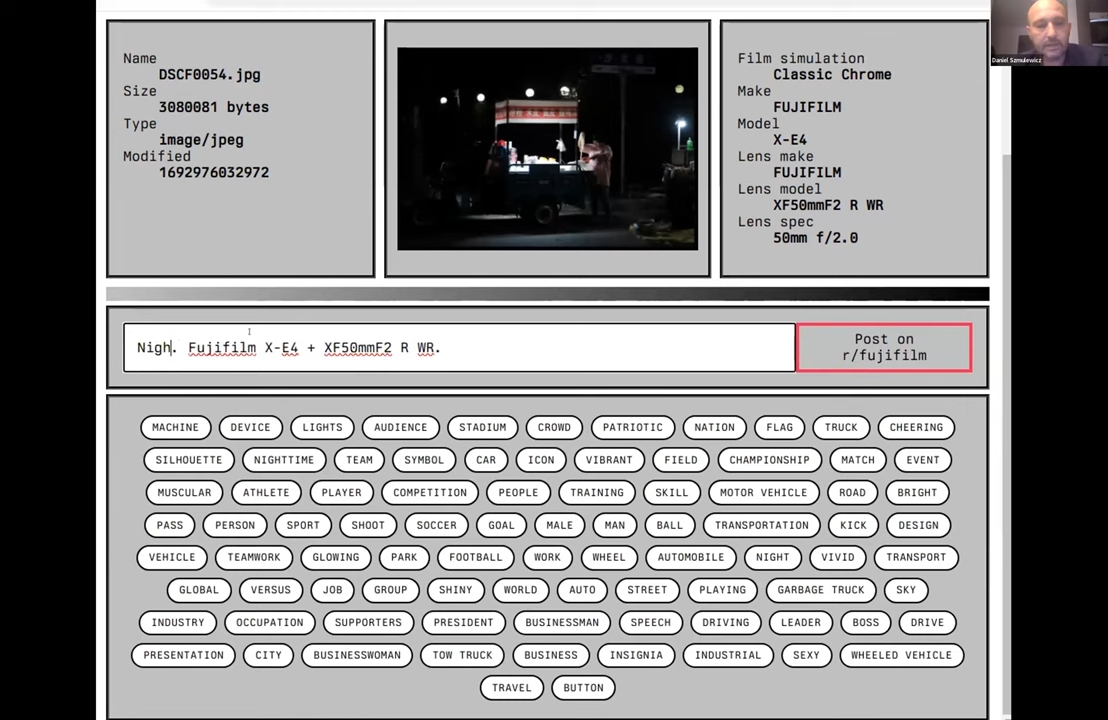 Name
DSCF0054.jpg
Size
3080081 bytes
Type
image/jpeg
Modified
1692976032972
Film simulation
Classic Chrome
Make
FUJIFILM
Model
X-E4
Lens make
FUJIFILM
Lens model
XF50mmF2 R WR
Lens spec
50mm f/2.0
Daniel Szmulewicz
Nigh. Fujifilm X-E4 + XF50mmF2 R WR.
Post on
r/fujifilm
MACHINE DEVICE LIGHTS AUDIENCE STADIUM CROWD PATRIOTIC NATION FLAG TRUCK CHEERING
SILHOUETTE NIGHTTIME TEAM SYMBOL CAR ICON VIBRANT FIELD CHAMPIONSHIP MATCH EVENT
MUSCULAR ATHLETE PLAYER COMPETITION PEOPLE TRAINING SKILL MOTOR VEHICLE ROAD BRIGHT
PASS PERSON SPORT SHOOT SOCCER GOAL MALE MAN BALL TRANSPORTATION KICK DESIGN
VEHICLE TEAMWORK GLOWING PARK FOOTBALL WORK WHEEL AUTOMOBILE NIGHT VIVID TRANSPORT
GLOBAL VERSUS JOB GROUP SHINY WORLD AUTO STREET PLAYING GARBAGE TRUCK SKY
INDUSTRY OCCUPATION SUPPORTERS PRESIDENT BUSINESSMAN SPEECH DRIVING LEADER BOSS DRIVE
PRESENTATION CITY BUSINESSWOMAN TOW TRUCK BUSINESS INSIGNIA INDUSTRIAL SEXY WHEELED VEHICLE
TRAVEL BUTTON